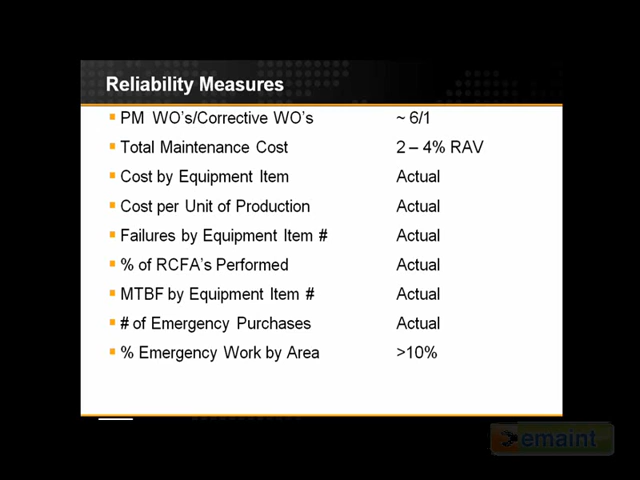 Reliability Measures
PM WO's/Corrective WO's ~ 6/1
Total Maintenance Cost 2 – 4% RAV
Cost by Equipment Item Actual
Cost per Unit of Production Actual
Failures by Equipment Item # Actual
% of RCFA's Performed Actual
MTBF by Equipment Item # Actual
# of Emergency Purchases Actual
% Emergency Work by Area >10%
emaint